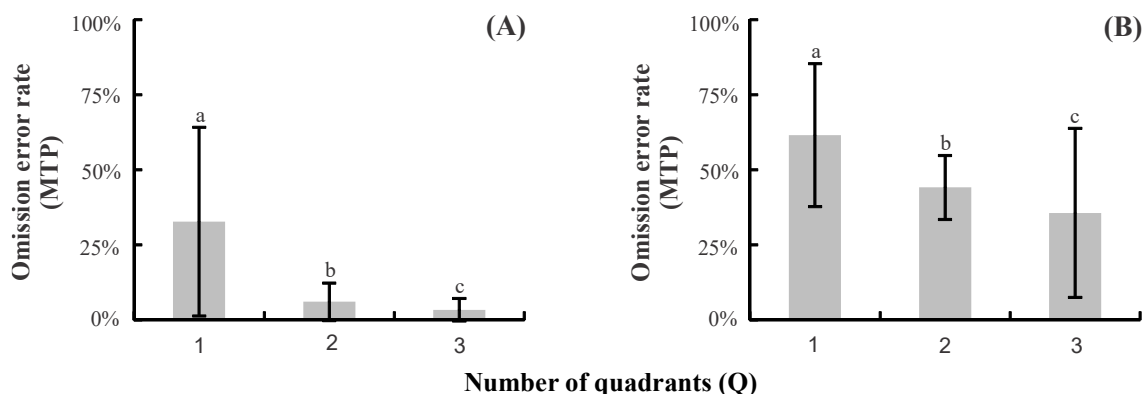 (A)
Omission error rate
(MTP)
100%
75%
50%
25%
0%
a
b
c
1
2
3
(B)
Omission error rate
(MTP)
100%
75%
50%
25%
0%
a
b
c
1
2
3
Number of quadrants (Q)